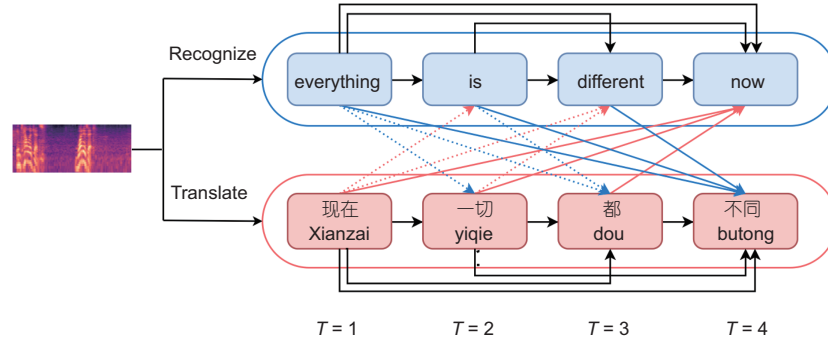 Recognize
everything is different now
Translate
现在 一切 都 不同
Xianzai yiqie dou butong
T = 1 T = 2 T = 3 T = 4